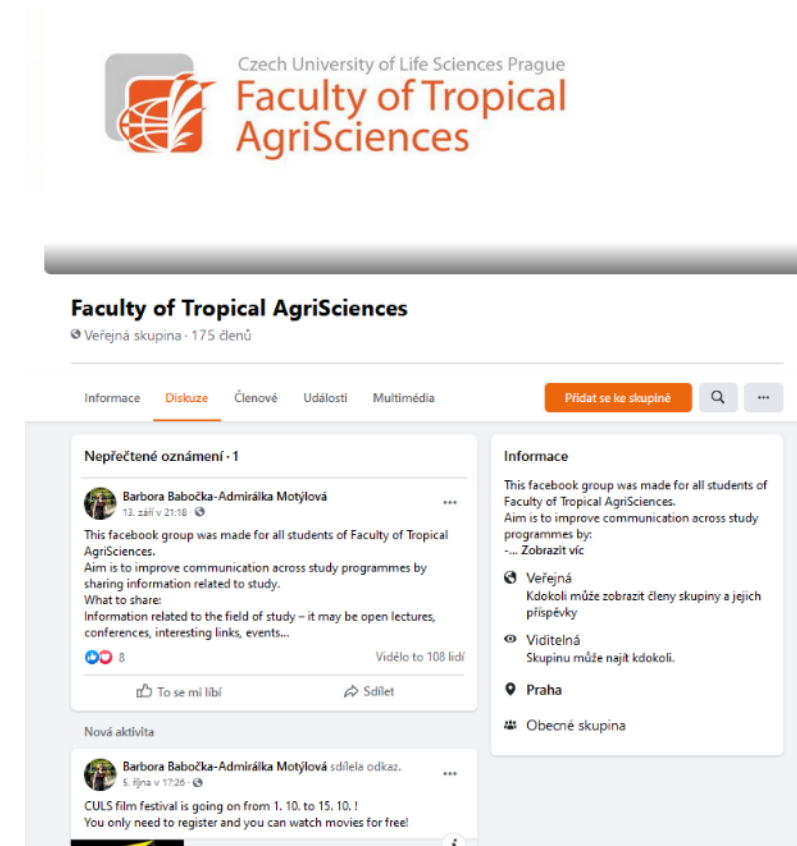 Czech University of Life Sciences Prague
Faculty of Tropical
AgriSciences
Faculty of Tropical AgriSciences
Veřejná skupina · 175 členů
Informace
Diskuze
Členové
Události
Multimédia
Přidat se ke skupině
Nepřečtené oznámení · 1
Barbora Babočka-Admirálka Motýlová
13. září v 21:18 ·
This facebook group was made for all students of Faculty of Tropical
AgriSciences.
Aim is to improve communication across study programmes by
sharing information related to study.
What to share:
Information related to the field of study – it may be open lectures,
conferences, interesting links, events...
8
Vidělo to 108 lidí
To se mi líbí
Sdílet
Nová aktivita
Barbora Babočka-Admirálka Motýlová sdílela odkaz.
5. října v 17:26 ·
CULS film festival is going on from 1. 10. to 15. 10. !
You only need to register and you can watch movies for free!
Informace
This facebook group was made for all students of
Faculty of Tropical AgriSciences.
Aim is to improve communication across study
programmes by:
-... Zobrazit víc
Veřejná
Kdokoli může zobrazit členy skupiny a jejich
příspěvky
Viditelná
Skupinu může najít kdokoli.
Praha
Obecné skupina